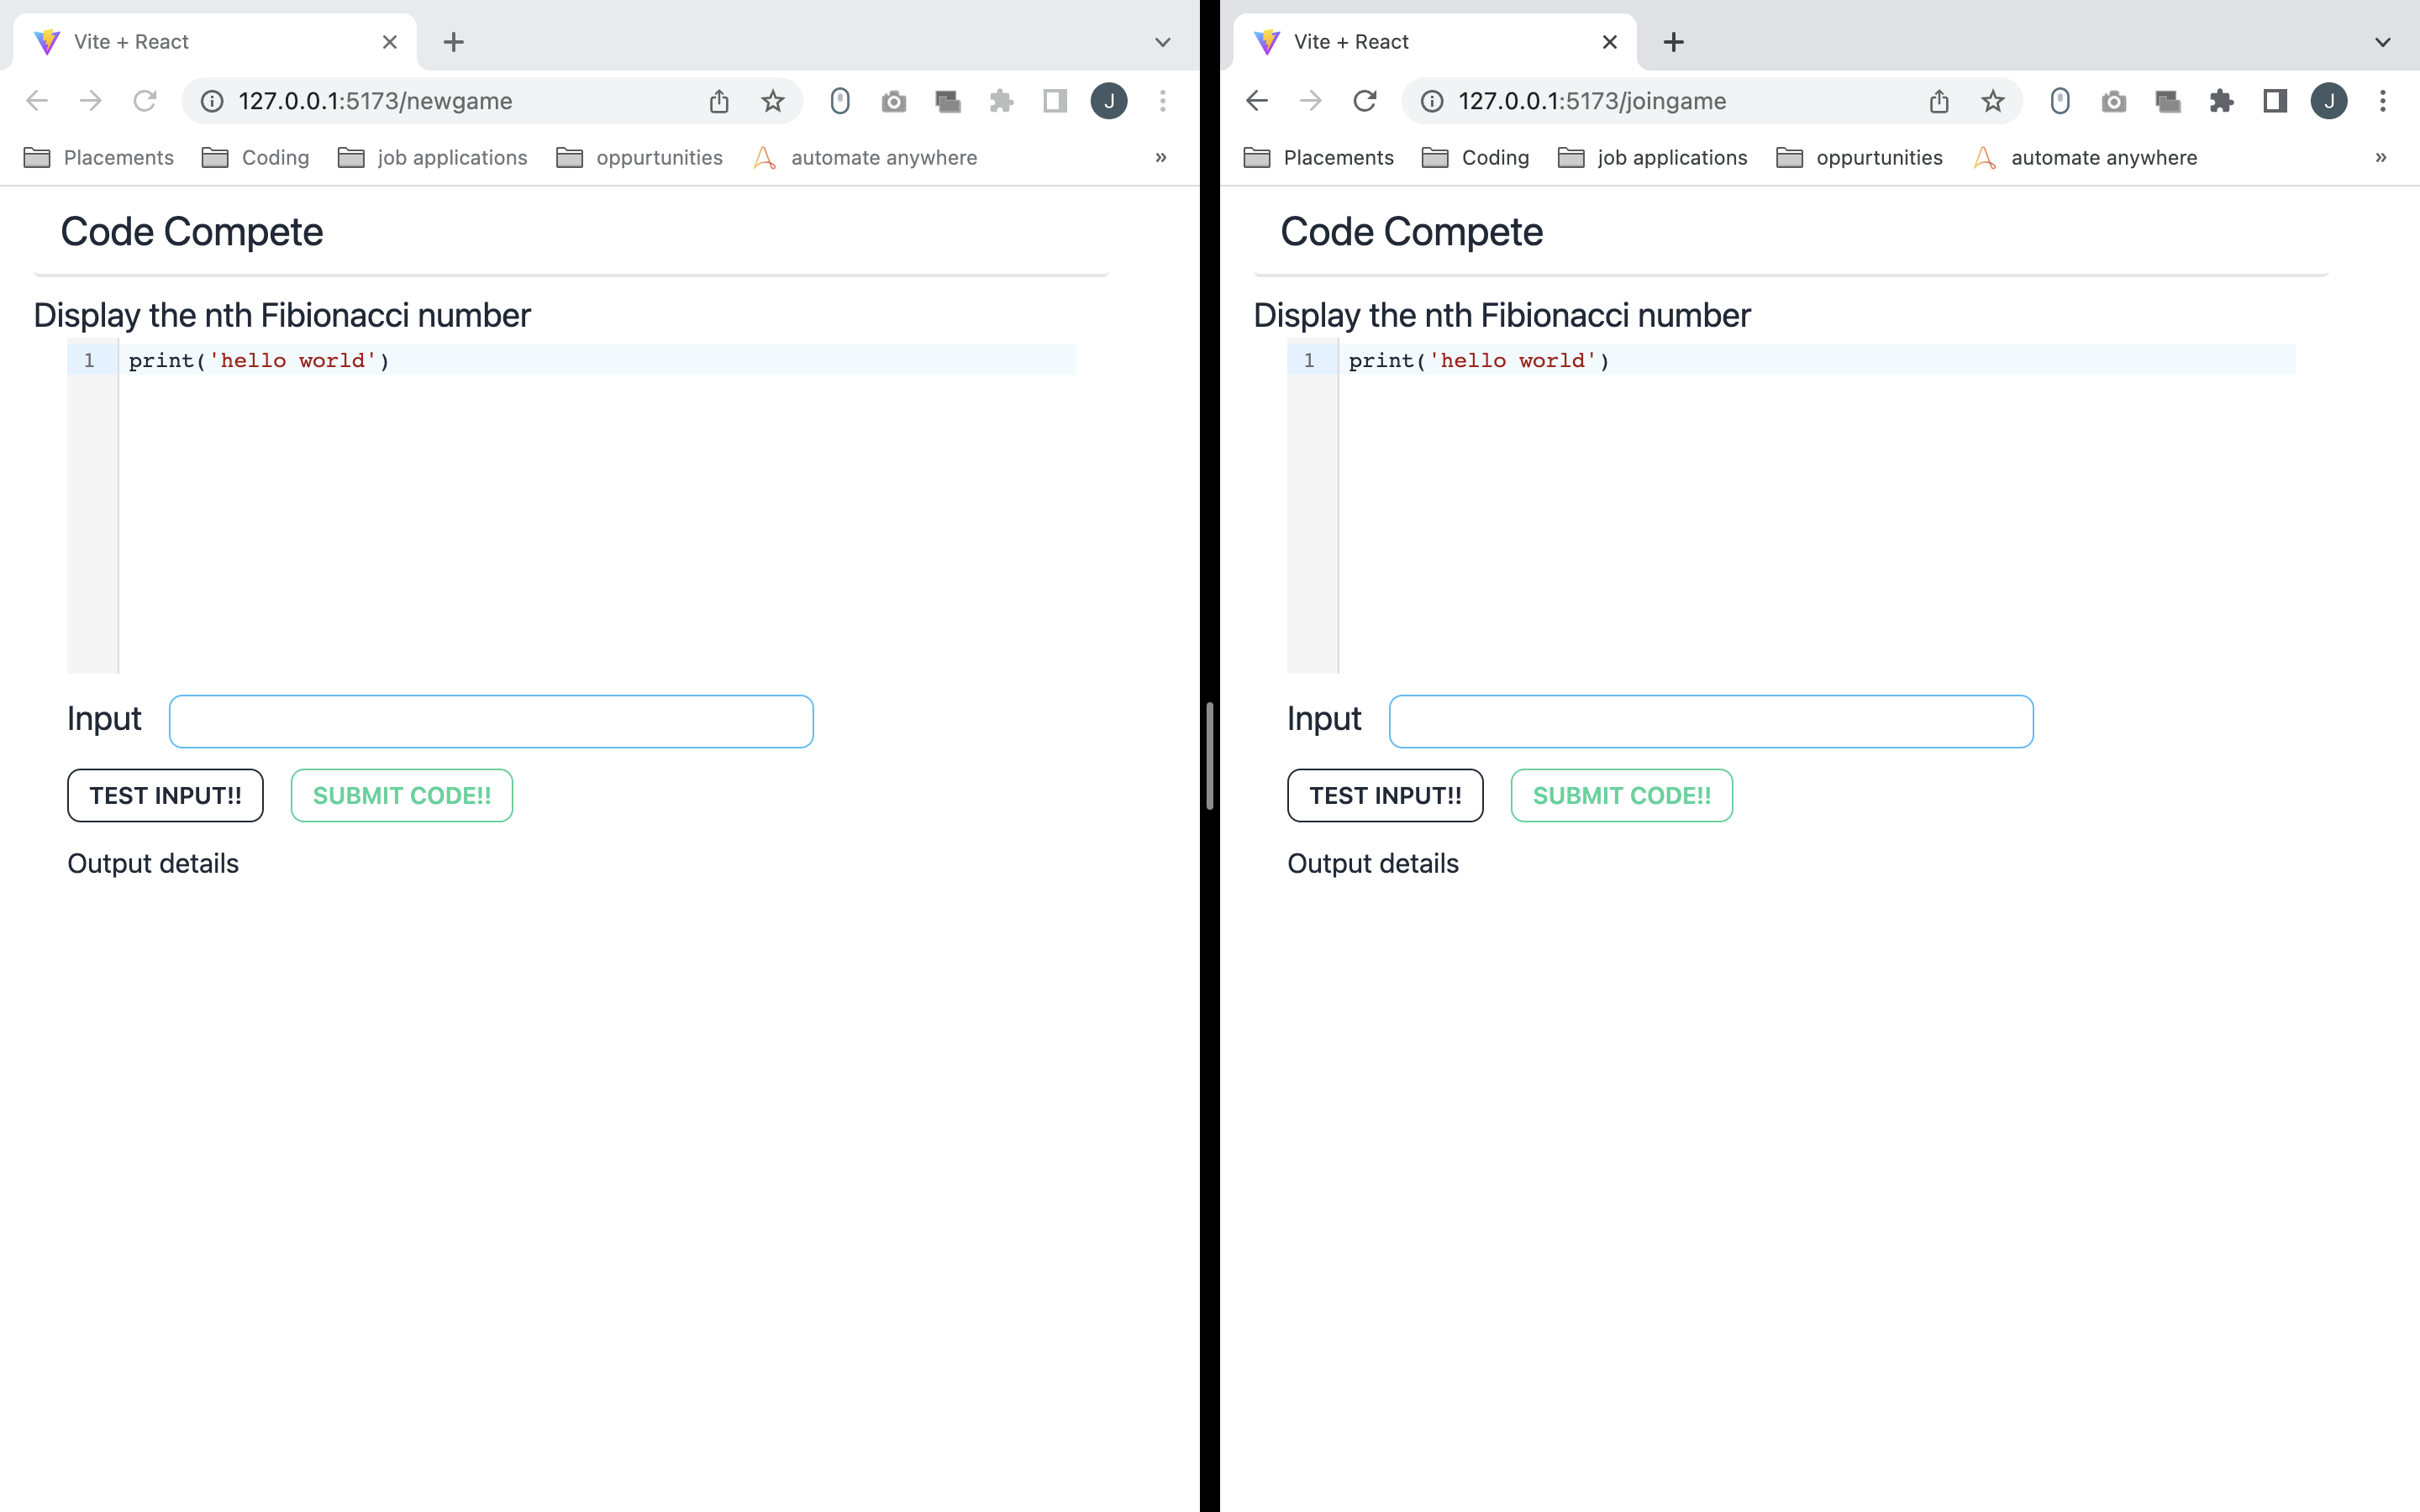 Vite + React
127.0.0.1:5173/newgame
J
Placements Coding job applications oppurtunities automate anywhere »
Code Compete
Display the nth Fibionacci number
1 print('hello world')
Input
TEST INPUT!! SUBMIT CODE!!
Output details
Vite + React
127.0.0.1:5173/joingame
J
Placements Coding job applications oppurtunities automate anywhere »
Code Compete
Display the nth Fibionacci number
1 print('hello world')
Input
TEST INPUT!! SUBMIT CODE!!
Output details